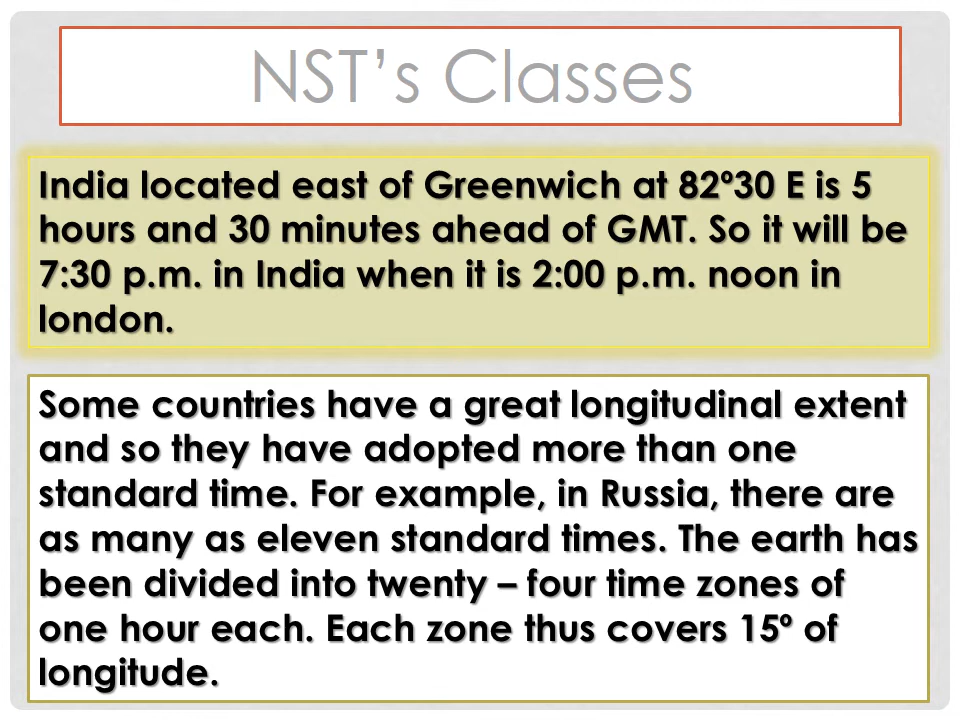 NST’s Classes
India located east of Greenwich at 82º30 E is 5
hours and 30 minutes ahead of GMT. So it will be
7:30 p.m. in India when it is 2:00 p.m. noon in
london.
Some countries have a great longitudinal extent
and so they have adopted more than one
standard time. For example, in Russia, there are
as many as eleven standard times. The earth has
been divided into twenty – four time zones of
one hour each. Each zone thus covers 15º of
longitude.